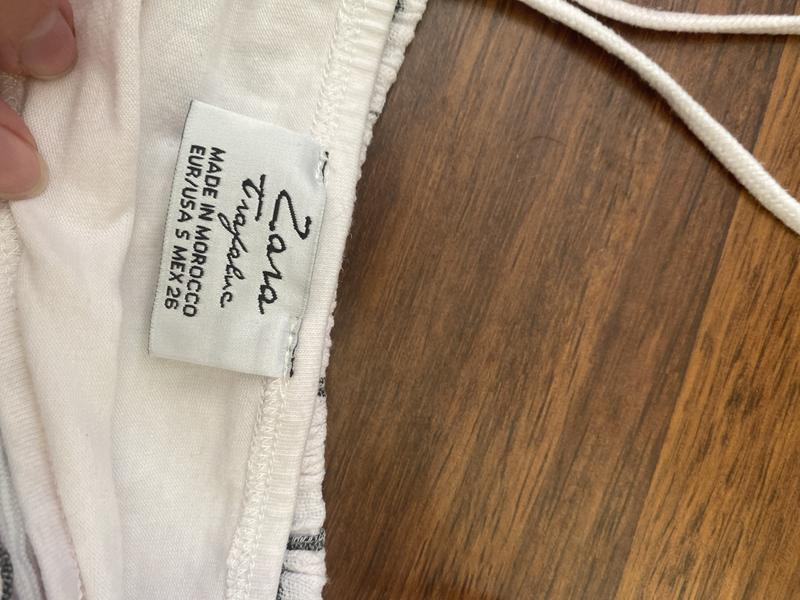 Zara
Trafaluc
MADE IN MOROCCO
EUR/USA S MEX 26